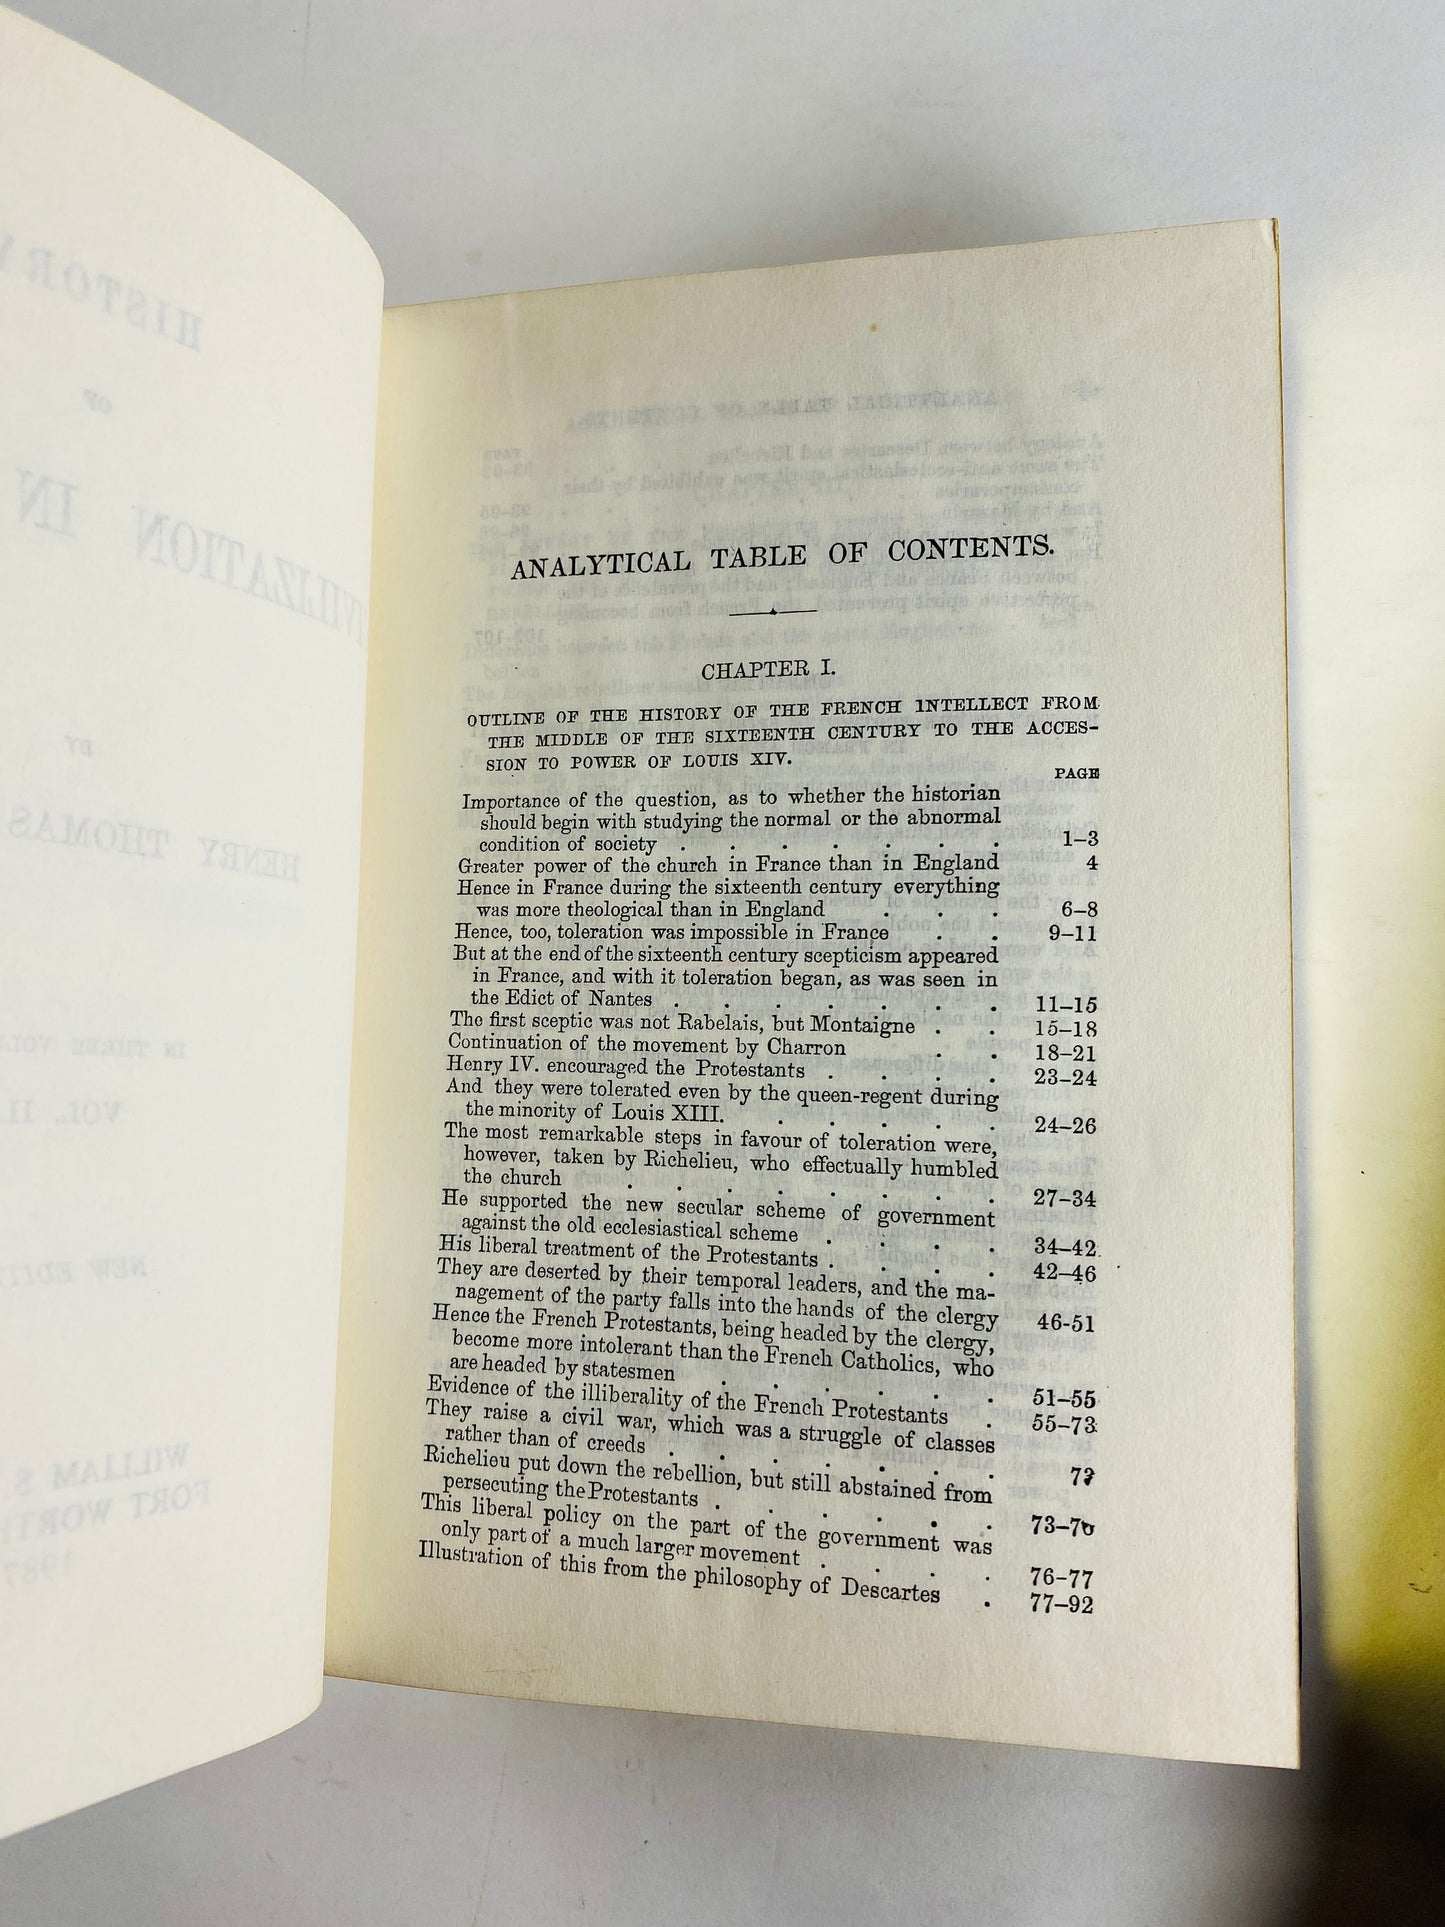 ANALYTICAL TABLE OF CONTENTS.
CHAPTER I.
OUTLINE OF THE HISTORY OF THE FRENCH INTELLECT FROM
THE MIDDLE OF THE SIXTEENTH CENTURY TO THE ACCES-
SION TO POWER OF LOUIS XIV.
PAGE
Importance of the question, as to whether the historian
should begin with studying the normal or the abnormal
condition of society . . . . . . . 1–3
Greater power of the church in France than in England 4
Hence in France during the sixteenth century everything
was more theological than in England . . . 6–8
Hence, too, toleration was impossible in France . . 9–11
But at the end of the sixteenth century scepticism appeared
in France, and with it toleration began, as was seen in
the Edict of Nantes . . . . . . . 11–15
The first sceptic was not Rabelais, but Montaigne . . 15–18
Continuation of the movement by Charron . . 18–21
Henry IV. encouraged the Protestants . . . . 23–24
And they were tolerated even by the queen-regent during
the minority of Louis XIII. . . . . . 24–26
The most remarkable steps in favour of toleration were,
however, taken by Richelieu, who effectually humbled
the church . . . . . . . . 27–34
He supported the new secular scheme of government
against the old ecclesiastical scheme . . . . 34–42
His liberal treatment of the Protestants . . . . 42–46
They are deserted by their temporal leaders, and the ma-
nagement of the party falls into the hands of the clergy 46-51
Hence the French Protestants, being headed by the clergy,
become more intolerant than the French Catholics, who
are headed by statesmen . . . . . . 51–55
Evidence of the illiberality of the French Protestants . 55–73
They raise a civil war, which was a struggle of classes
rather than of creeds . . . . . . .
Richelieu put down the rebellion, but still abstained from
persecuting the Protestants . . . . . .
This liberal policy on the part of the government was
only part of a much larger movement . . . . 76–77
Illustration of this from the philosophy of Descartes . 77–92
HISTORY
OF
IN
BY
HENRY THOMAS
VOL. II
WILLIAM S
1987